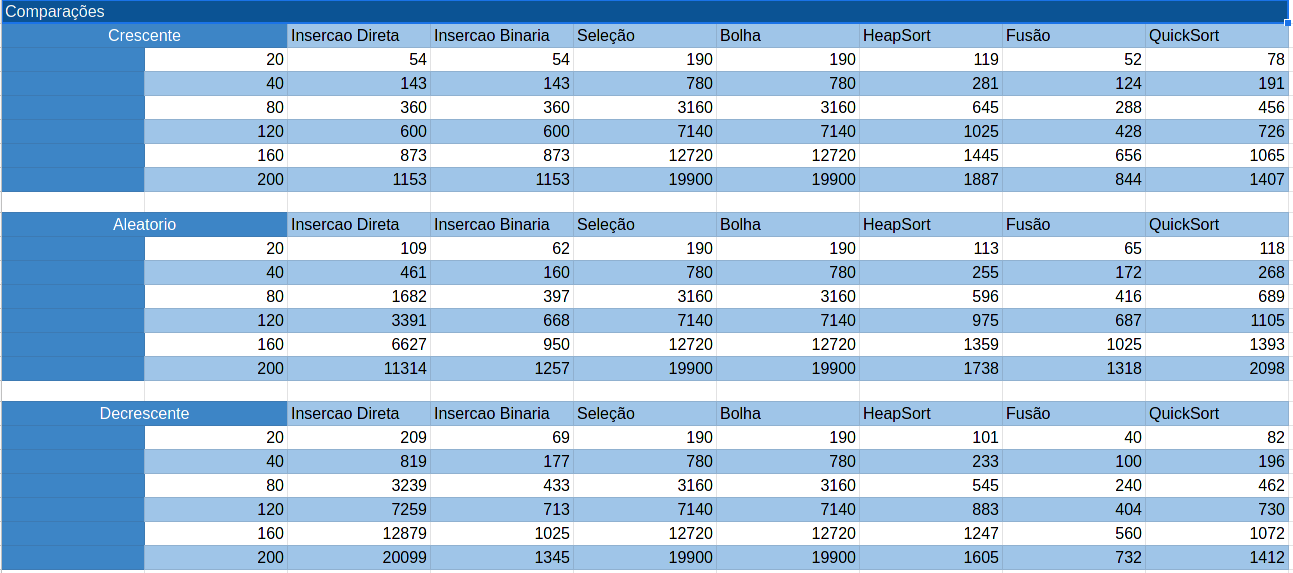 Comparações
Crescente Insercao Direta Insercao Binaria Seleção Bolha HeapSort Fusão QuickSort
20 54 54 190 190 119 52 78
40 143 143 780 780 281 124 191
80 360 360 3160 3160 645 288 456
120 600 600 7140 7140 1025 428 726
160 873 873 12720 12720 1445 656 1065
200 1153 1153 19900 19900 1887 844 1407
Aleatorio Insercao Direta Insercao Binaria Seleção Bolha HeapSort Fusão QuickSort
20 109 62 190 190 113 65 118
40 461 160 780 780 255 172 268
80 1682 397 3160 3160 596 416 689
120 3391 668 7140 7140 975 687 1105
160 6627 950 12720 12720 1359 1025 1393
200 11314 1257 19900 19900 1738 1318 2098
Decrescente Insercao Direta Insercao Binaria Seleção Bolha HeapSort Fusão QuickSort
20 209 69 190 190 101 40 82
40 819 177 780 780 233 100 196
80 3239 433 3160 3160 545 240 462
120 7259 713 7140 7140 883 404 730
160 12879 1025 12720 12720 1247 560 1072
200 20099 1345 19900 19900 1605 732 1412